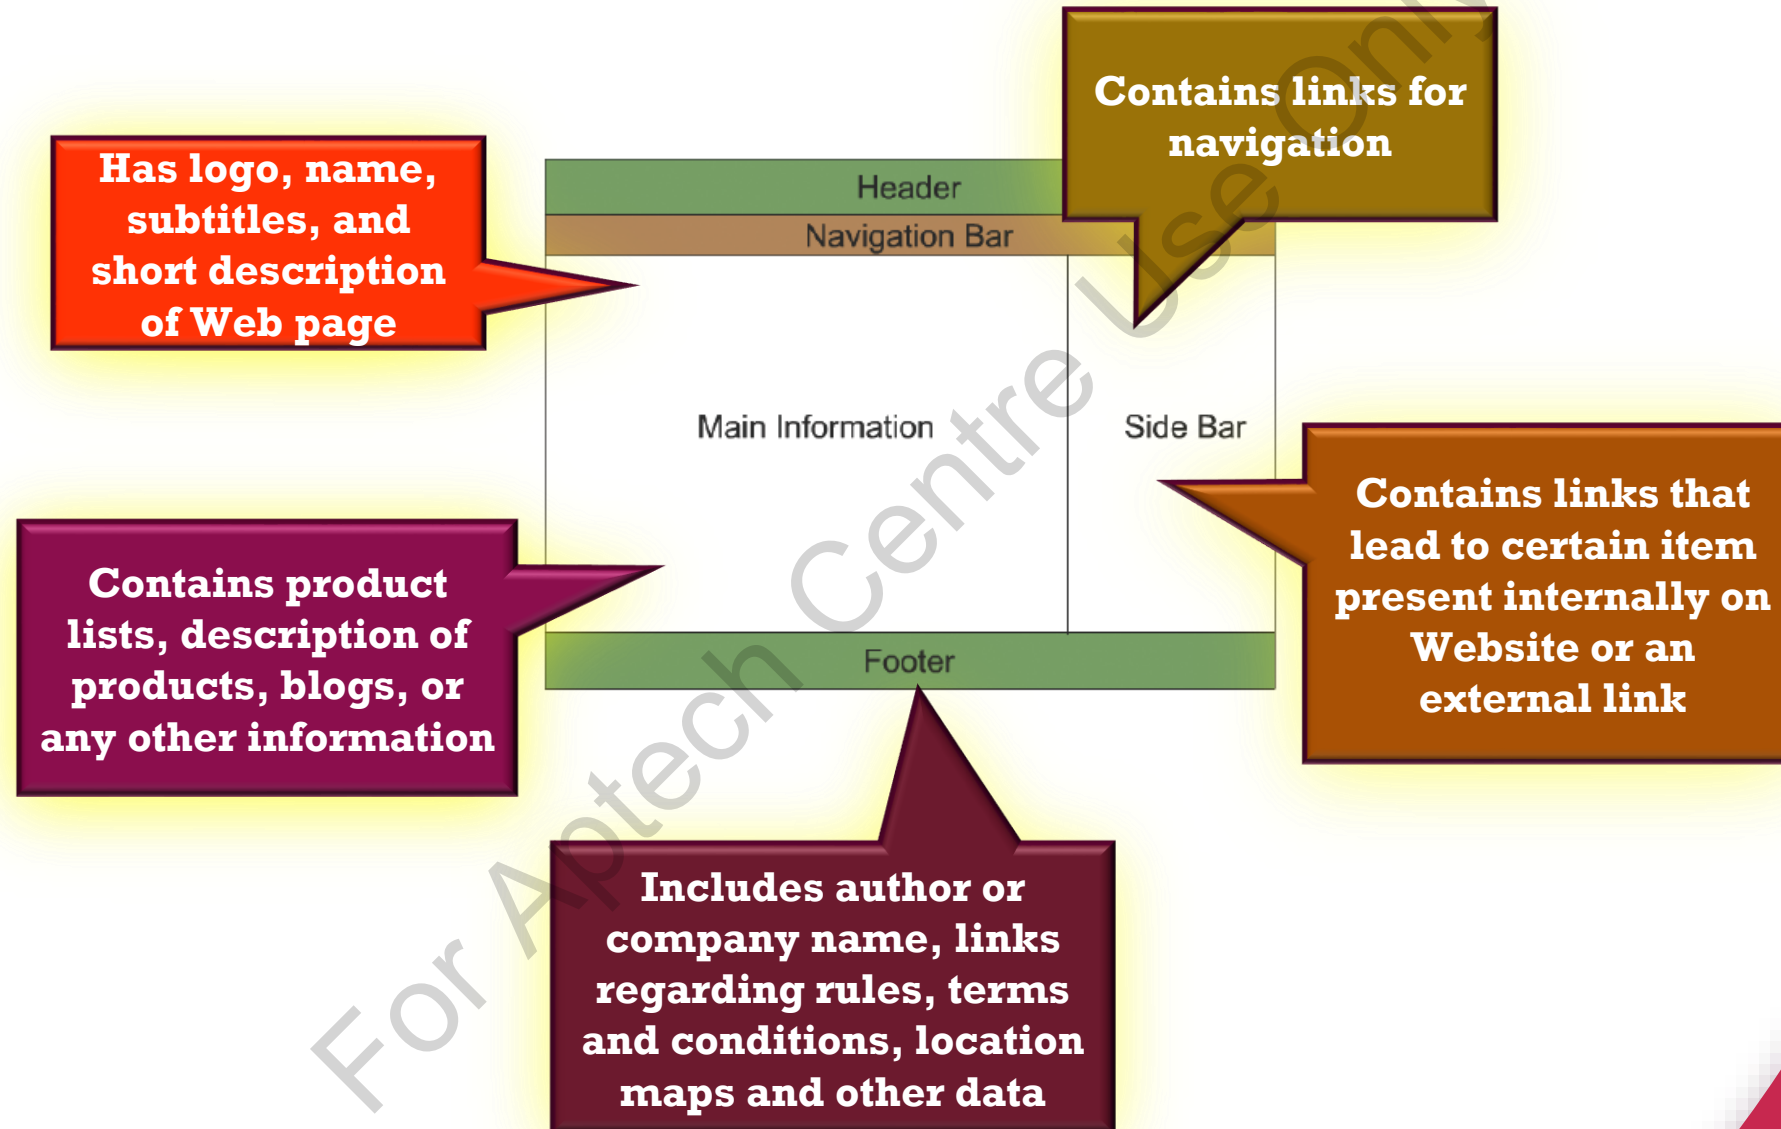 Contains links for
navigation
Has logo, name,
subtitles, and
short description
of Web page
Header
Navigation Bar
Main Information
Side Bar
Contains links that
lead to certain item
present internally on
Website or an
external link
Contains product
lists, description of
products, blogs, or
any other information
Footer
Includes author or
company name, links
regarding rules, terms
and conditions, location
maps and other data
For Aptech Centre Use Only